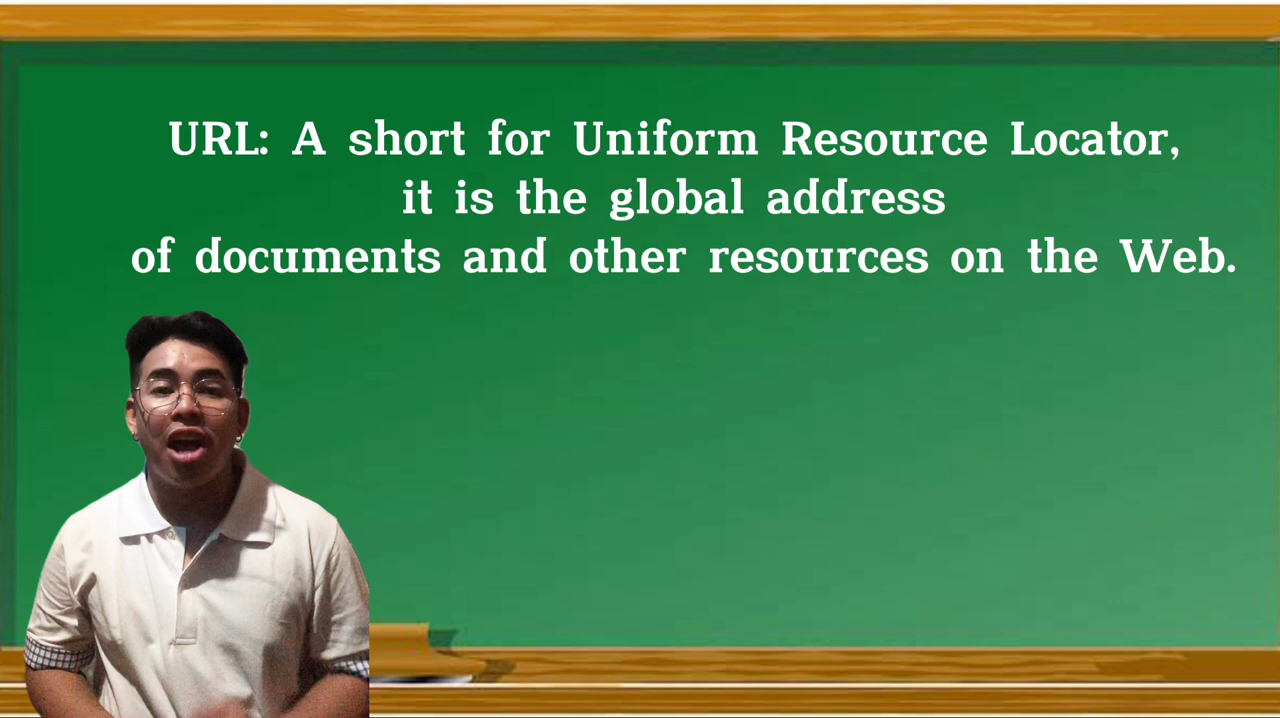 URL: A short for Uniform Resource Locator,
it is the global address
of documents and other resources on the Web.